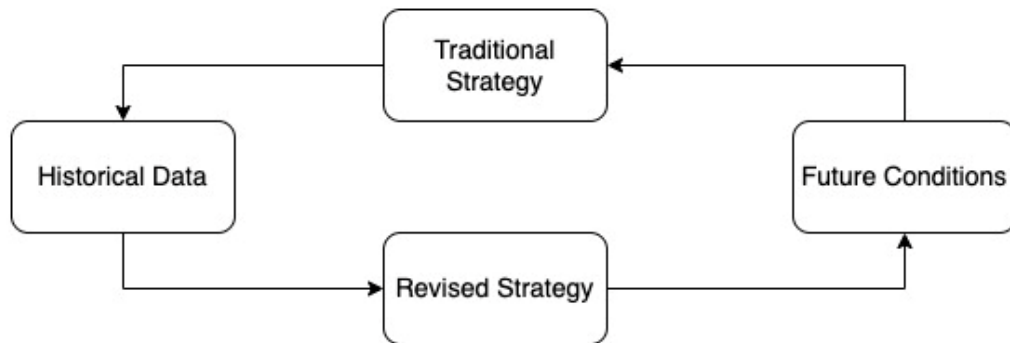 Traditional
Strategy
Historical Data
Future Conditions
Revised Strategy